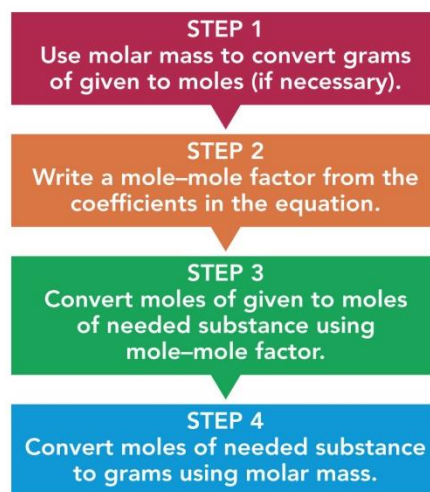 STEP 1
Use molar mass to convert grams
of given to moles (if necessary).
STEP 2
Write a mole–mole factor from the
coefficients in the equation.
STEP 3
Convert moles of given to moles
of needed substance using
mole–mole factor.
STEP 4
Convert moles of needed substance
to grams using molar mass.